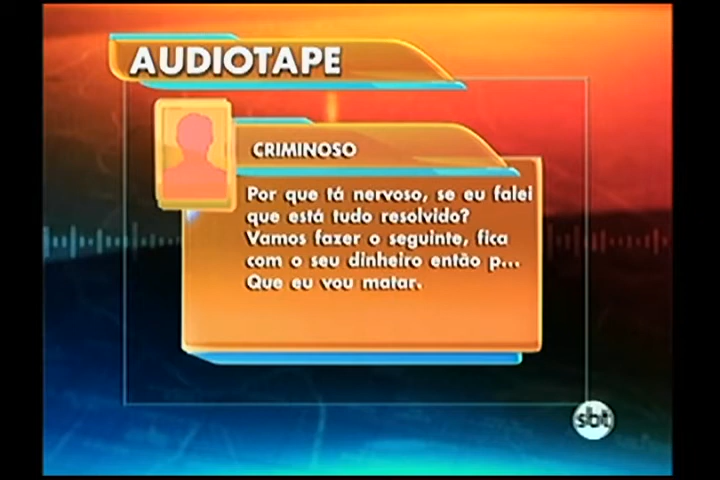 AUDIOTAPE
CRIMINOSO
Por que tá nervoso, se eu falei
que está tudo resolvido?
Vamos fazer o seguinte, fica
com o seu dinheiro então p...
Que eu vou matar.
sbt